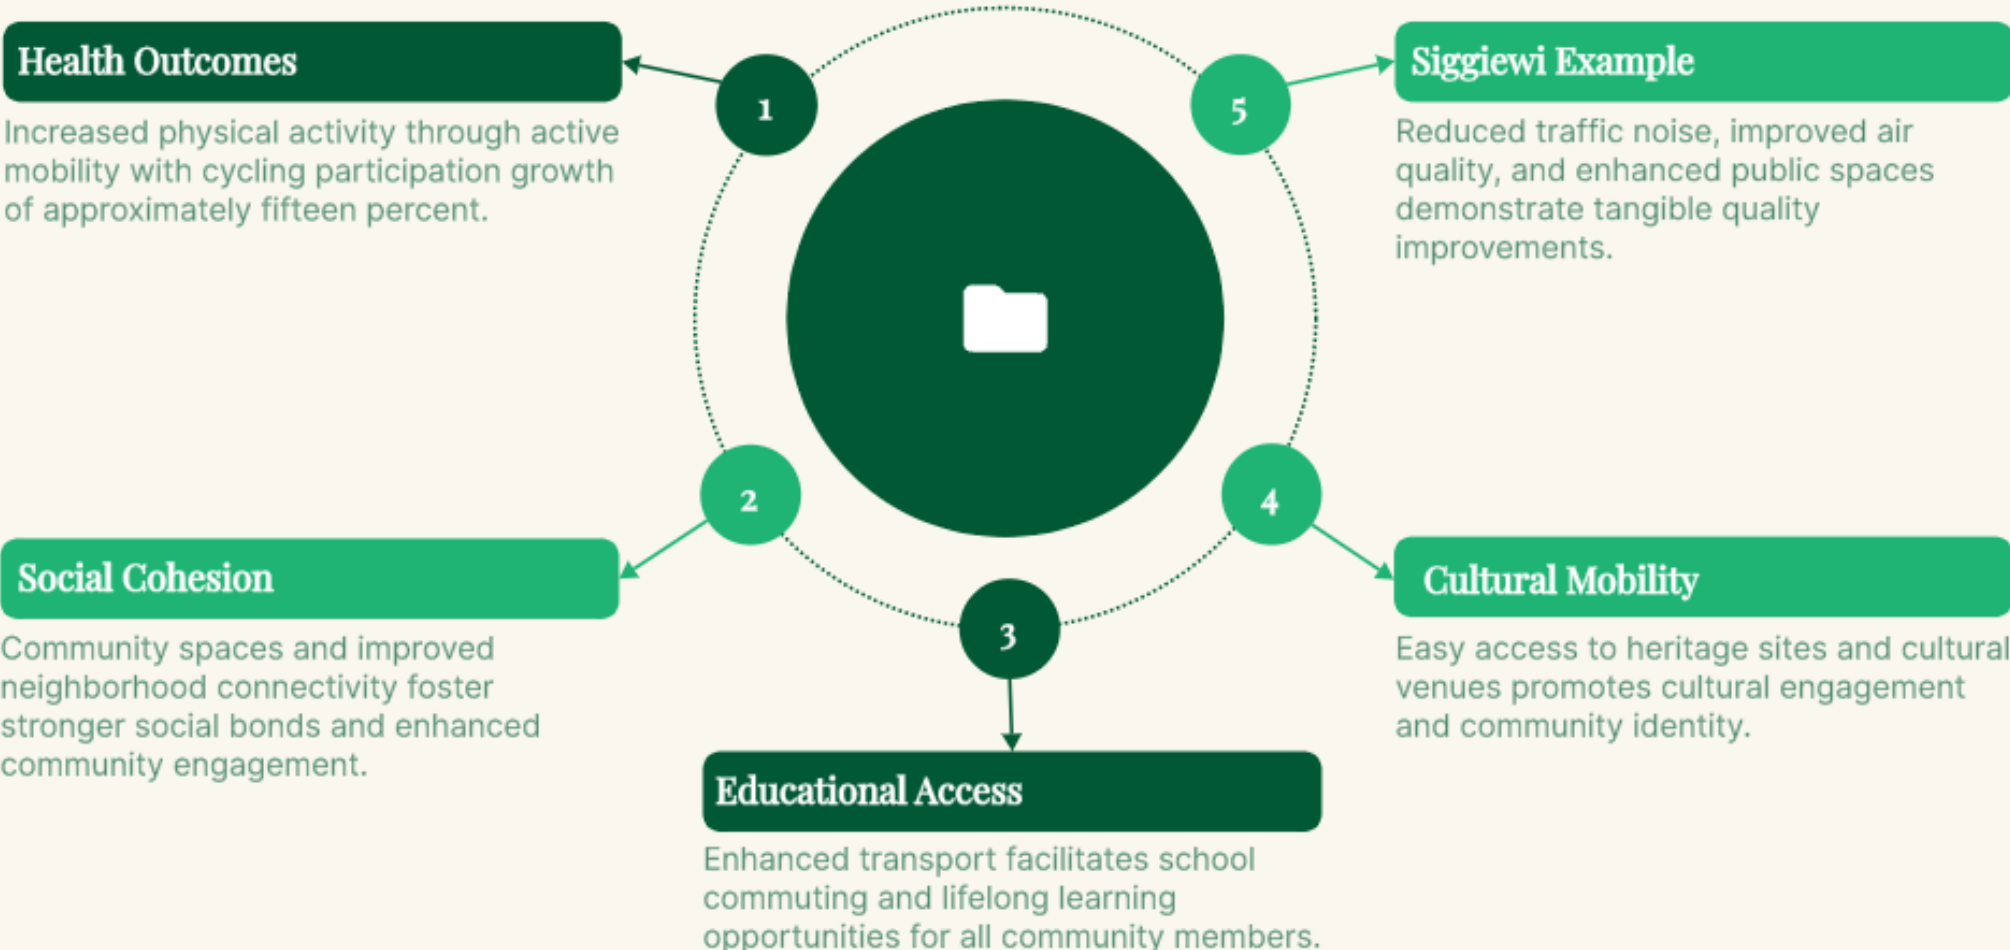 1
Health Outcomes
Increased physical activity through active
mobility with cycling participation growth
of approximately fifteen percent.
2
Social Cohesion
Community spaces and improved
neighborhood connectivity foster
stronger social bonds and enhanced
community engagement.
3
Educational Access
Enhanced transport facilitates school
commuting and lifelong learning
opportunities for all community members.
4
Cultural Mobility
Easy access to heritage sites and cultural
venues promotes cultural engagement
and community identity.
5
Siggiewi Example
Reduced traffic noise, improved air
quality, and enhanced public spaces
demonstrate tangible quality
improvements.